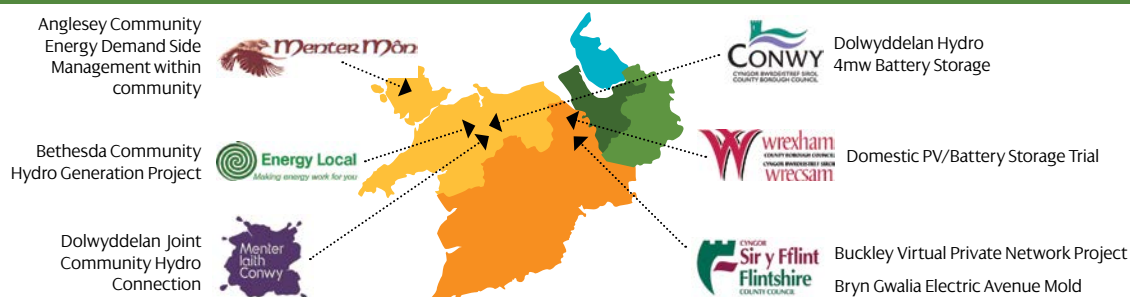 Anglesey Community
Energy Demand Side
Management within
community
Menter Môn
Bethesda Community
Hydro Generation Project
Energy Local
Making energy work for you
Dolwyddelan Joint
Community Hydro
Connection
Menter
Iaith
Conwy
CONWY
CYNGOR BWRDEISTREF SIROL
COUNTY BOROUGH COUNCIL
Dolwyddelan Hydro
4mw Battery Storage
wrexham
COUNTY BOROUGH COUNCIL
CYNGOR BWRDEISTREF SIROL
wrecsam
Domestic PV/Battery Storage Trial
CYNGOR
Sir y Fflint
Flintshire
COUNTY COUNCIL
Buckley Virtual Private Network Project
Bryn Gwalia Electric Avenue Mold